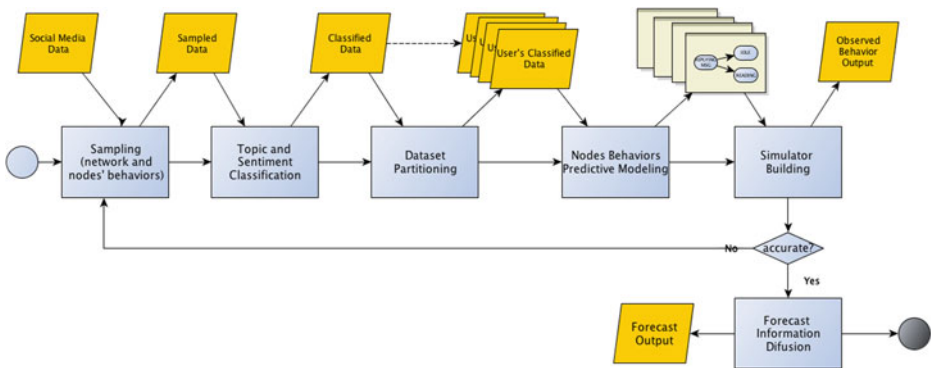 Social Media
Data
Sampled
Data
Classified
Data
User's Classified
Data
Observed
Behavior
Output
Sampling
(network and
nodes' behaviors)
Topic and
Sentiment
Classification
Dataset
Partitioning
Nodes Behaviors
Predictive Modeling
Simulator
Building
No
accurate?
Yes
Forecast
Output
Forecast
Information
Difusion